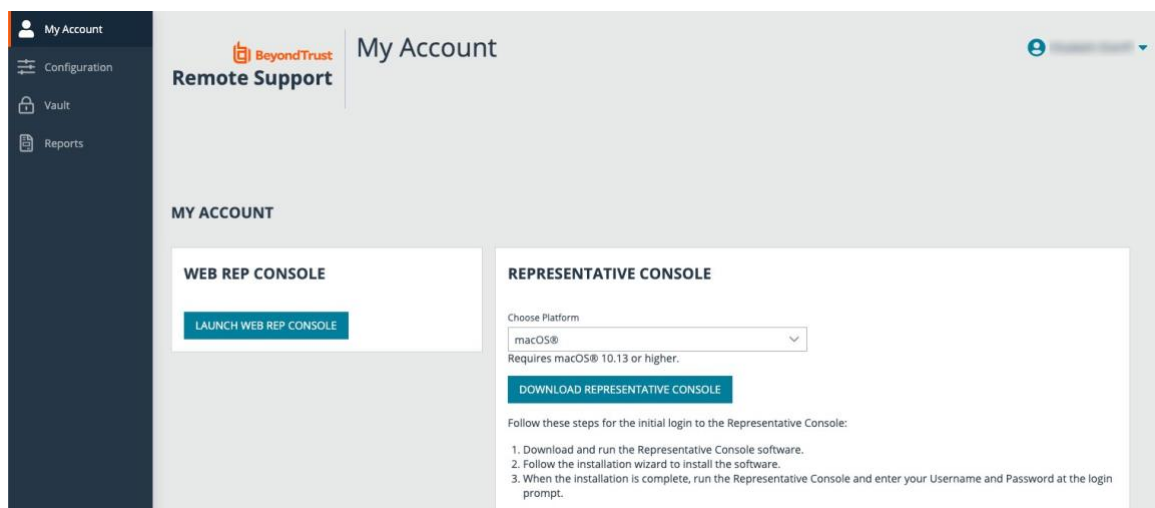 My Account
Configuration
Vault
Reports
BeyondTrust
Remote Support
My Account
MY ACCOUNT
WEB REP CONSOLE
LAUNCH WEB REP CONSOLE
REPRESENTATIVE CONSOLE
Choose Platform
macOS®
Requires macOS® 10.13 or higher.
DOWNLOAD REPRESENTATIVE CONSOLE
Follow these steps for the initial login to the Representative Console:
1. Download and run the Representative Console software.
2. Follow the installation wizard to install the software.
3. When the installation is complete, run the Representative Console and enter your Username and Password at the login
prompt.